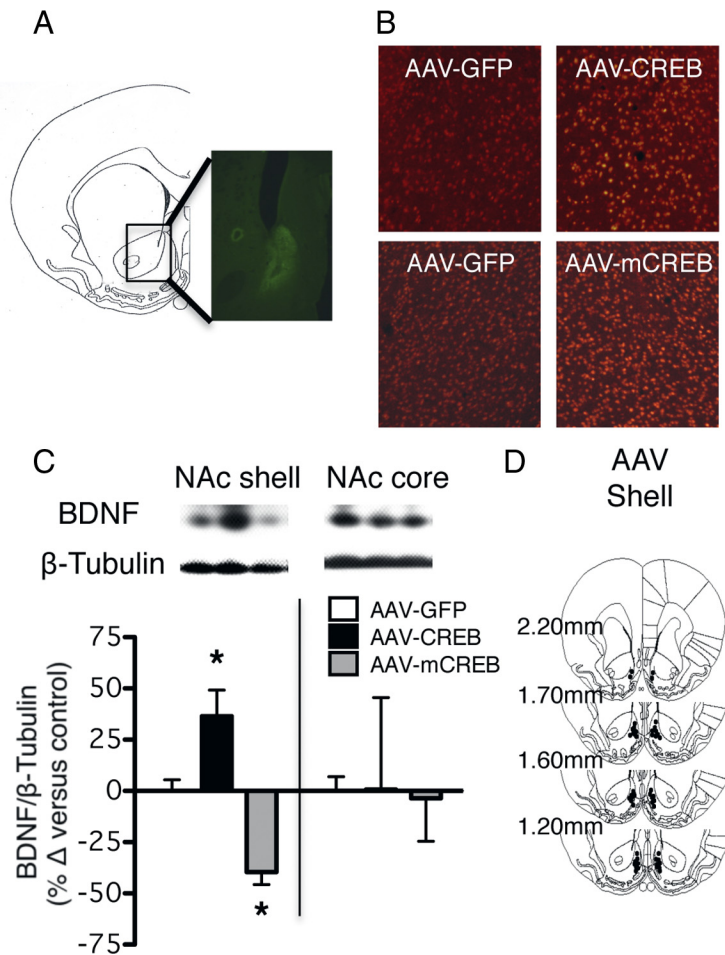 A
B
AAV-GFP
AAV-CREB
AAV-GFP
AAV-mCREB
C
NAc shell
NAc core
BDNF
β-Tubulin
AAV-GFP
AAV-CREB
AAV-mCREB
BDNF/β-Tubulin
(% Δ versus control)
75
50
25
0
-25
-50
-75
*
*
D
AAV
Shell
2.20mm
1.70mm
1.60mm
1.20mm